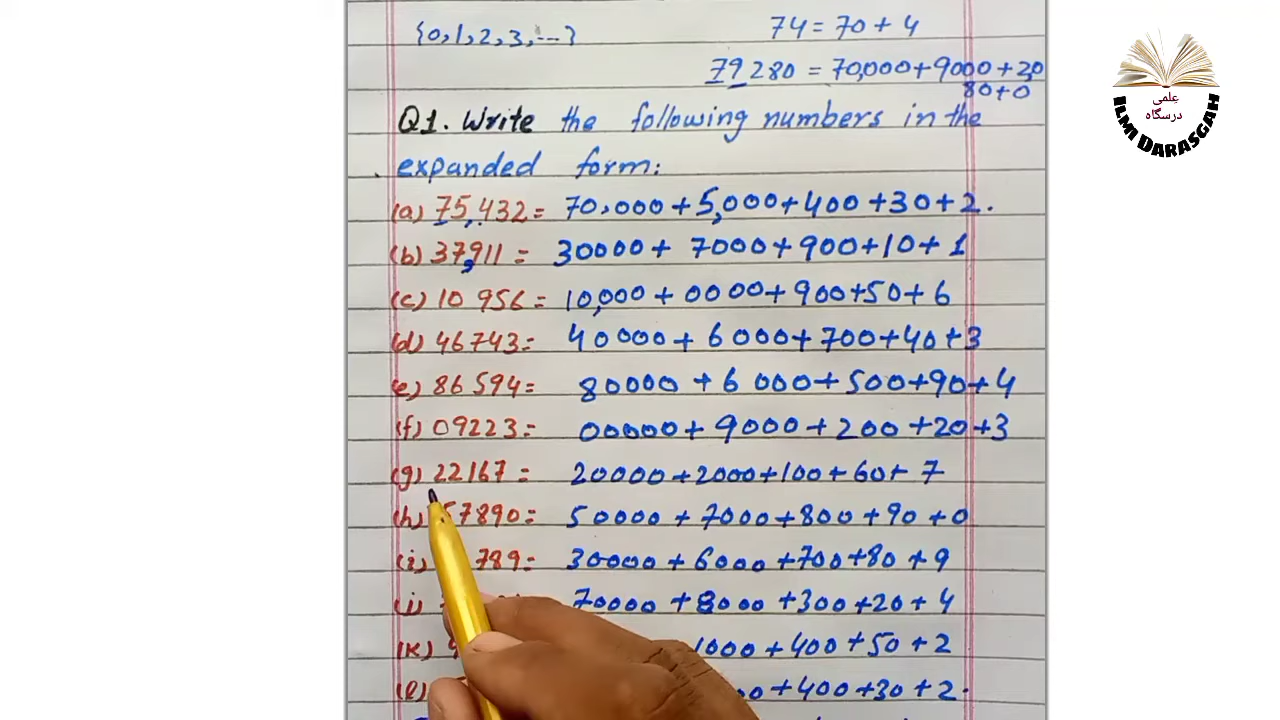 {0,1,2,3,...}
74 = 70 + 4
79280 = 70,000+9000+20
80+0
Q1. Write the following numbers in the
expanded form:
(a) 75,432 = 70,000 + 5,000 + 400 + 30 + 2.
(b) 37,911 = 30000 + 7000 + 900 + 10 + 1
(c) 10 956 = 10,000 + 0000 + 900 + 50 + 6
(d) 46743 = 40000 + 6000 + 700 + 40 + 3
(e) 86594 = 80000 + 6000 + 500 + 90 + 4
(f) 09223 = 00000 + 9000 + 200 + 20 + 3
(g) 22167 = 20000 + 2000 + 100 + 60 + 7
(h) 57890 = 50000 + 7000 + 800 + 90 + 0
(i) 789 = 30000 + 6000 + 700 + 80 + 9
(j) 70000 + 8000 + 300 + 20 + 4
(k) 1000 + 400 + 50 + 2
(l) + 400 + 30 + 2.
علمی
درسگاہ
ILMI DARASGAH